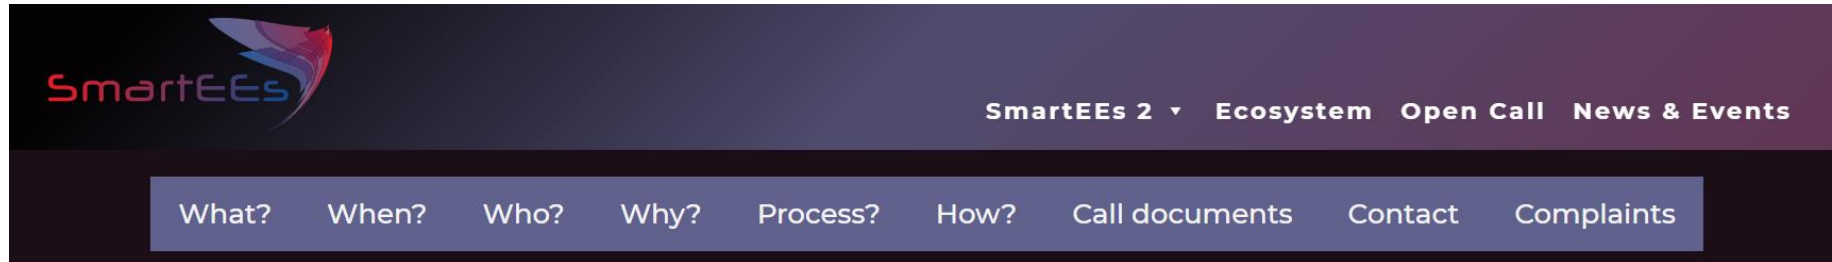 SmartEEs
SmartEEs 2 ▾ Ecosystem Open Call News & Events
What? When? Who? Why? Process? How? Call documents Contact Complaints